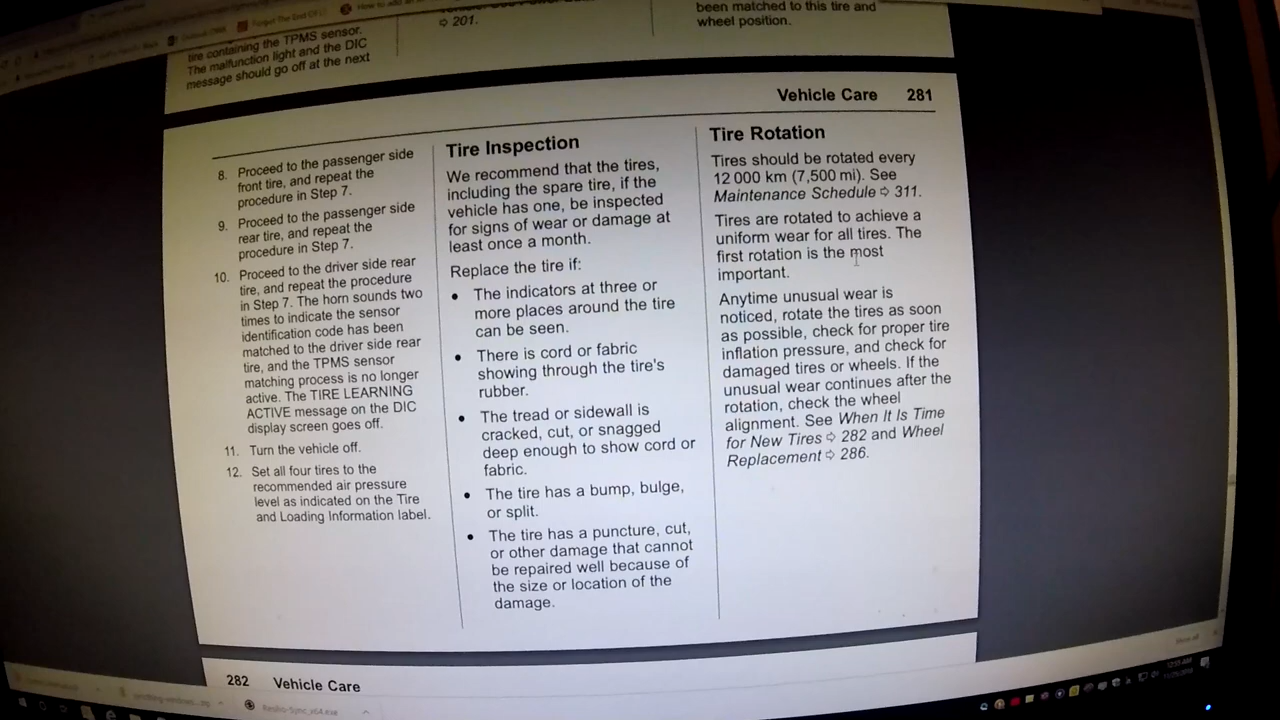 tire containing the TPMS sensor.
The malfunction light and the DIC
message should go off at the next
⇨ 201.
been matched to this tire and
wheel position.
Vehicle Care 281
8. Proceed to the passenger side
front tire, and repeat the
procedure in Step 7.
9. Proceed to the passenger side
rear tire, and repeat the
procedure in Step 7.
10. Proceed to the driver side rear
tire, and repeat the procedure
in Step 7. The horn sounds two
times to indicate the sensor
identification code has been
matched to the driver side rear
tire, and the TPMS sensor
matching process is no longer
active. The TIRE LEARNING
ACTIVE message on the DIC
display screen goes off.
11. Turn the vehicle off.
12. Set all four tires to the
recommended air pressure
level as indicated on the Tire
and Loading Information label.
Tire Inspection
We recommend that the tires,
including the spare tire, if the
vehicle has one, be inspected
for signs of wear or damage at
least once a month.
Replace the tire if:
• The indicators at three or
more places around the tire
can be seen.
• There is cord or fabric
showing through the tire's
rubber.
• The tread or sidewall is
cracked, cut, or snagged
deep enough to show cord or
fabric.
• The tire has a bump, bulge,
or split.
• The tire has a puncture, cut,
or other damage that cannot
be repaired well because of
the size or location of the
damage.
Tire Rotation
Tires should be rotated every
12 000 km (7,500 mi). See
Maintenance Schedule ⇨ 311.
Tires are rotated to achieve a
uniform wear for all tires. The
first rotation is the most
important.
Anytime unusual wear is
noticed, rotate the tires as soon
as possible, check for proper tire
inflation pressure, and check for
damaged tires or wheels. If the
unusual wear continues after the
rotation, check the wheel
alignment. See When It Is Time
for New Tires ⇨ 282 and Wheel
Replacement ⇨ 286.
282 Vehicle Care
Show all